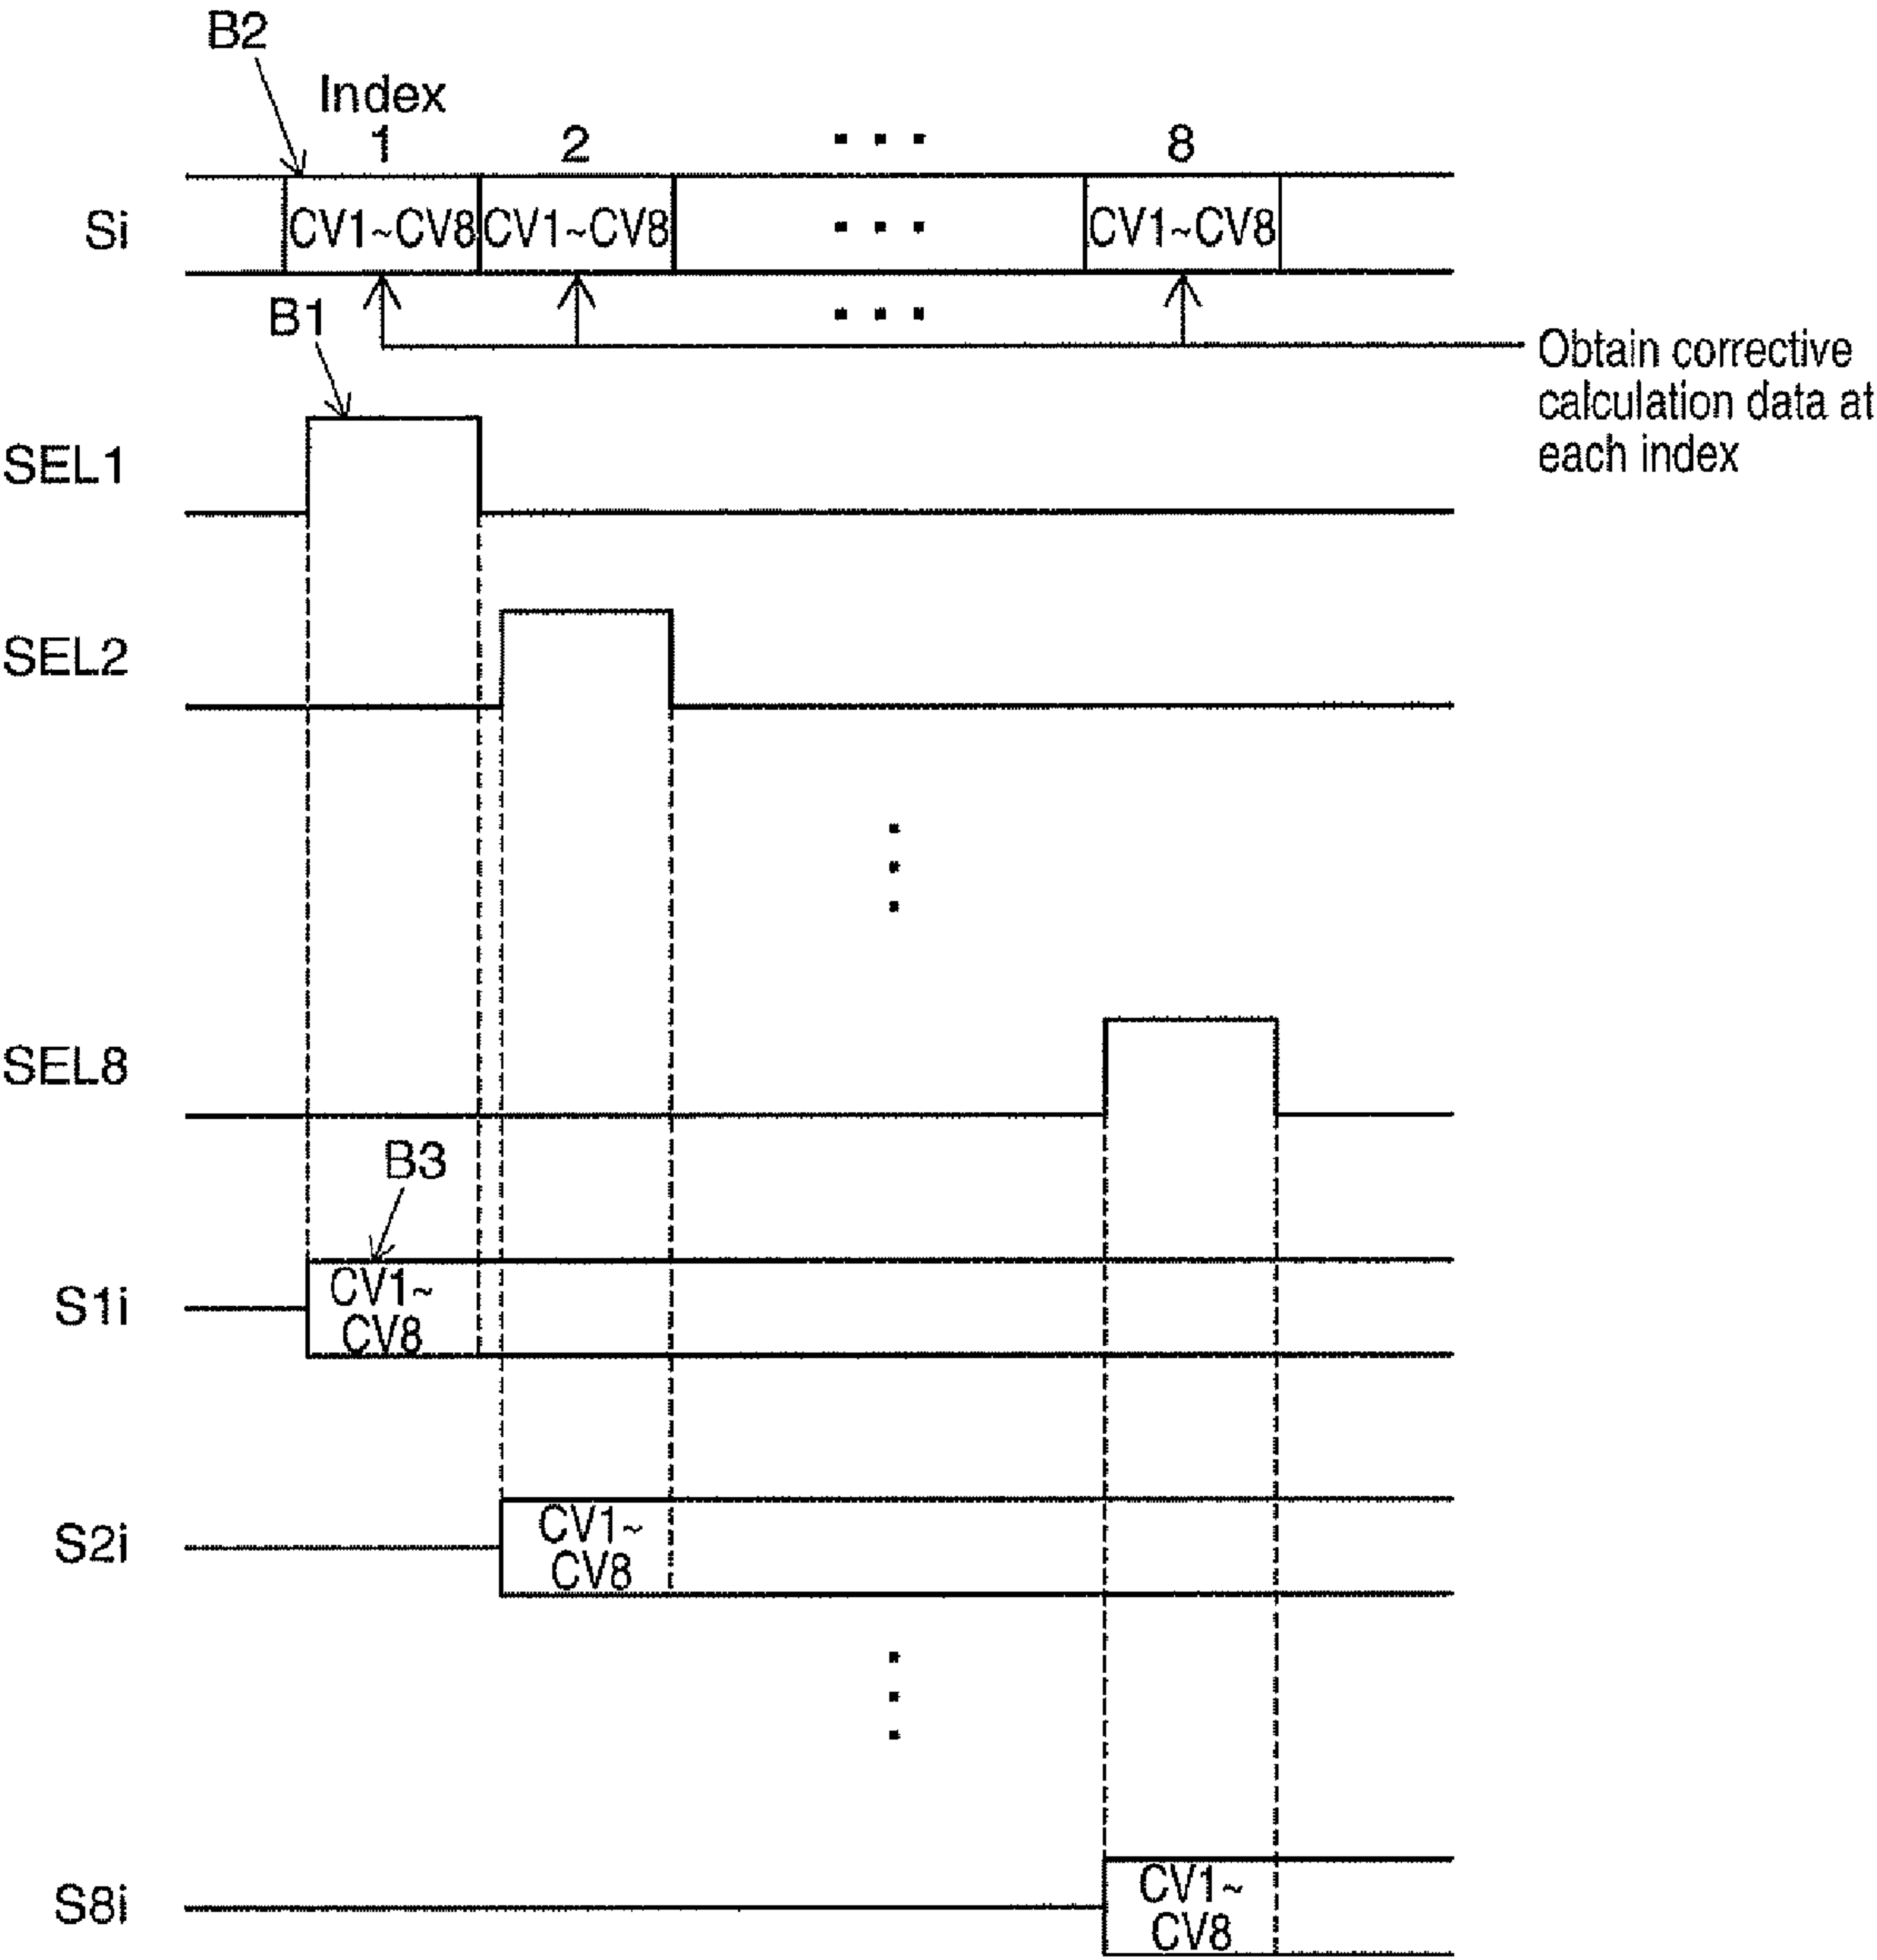 B2
Index
1 2 ··· 8
Si CV1~CV8 CV1~CV8 ··· CV1~CV8
B1 ···
Obtain corrective
calculation data at
each index
SEL1
SEL2
SEL8
B3
S1i CV1~
CV8
S2i CV1~
CV8
S8i CV1~
CV8